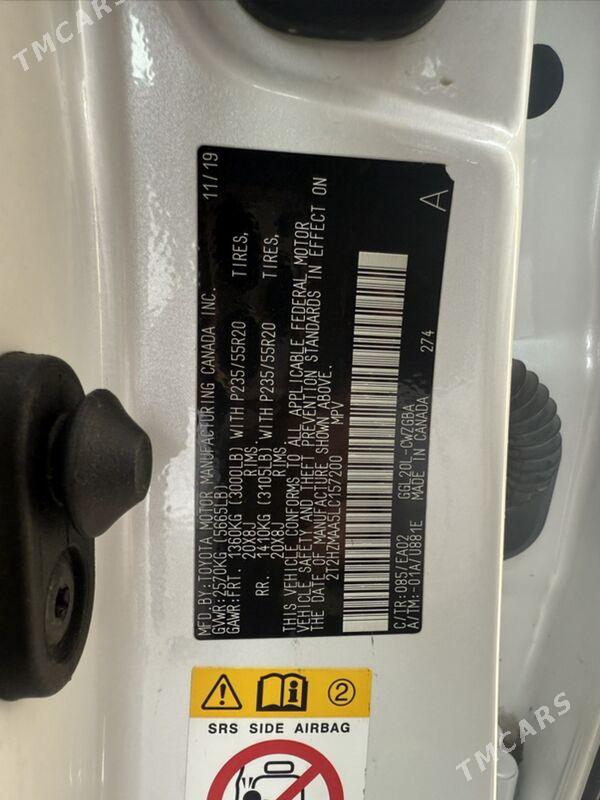 TMCARS
MFD.BY:TOYOTA MOTOR MANUFACTURING CANADA INC. 11/19
GVWR:2570KG (5665LB)
GAWR:FRT. 1360KG (3000LB) WITH P235/55R20 TIRES,
20X8J RIMS
RR. 1410KG (3105LB) WITH P235/55R20 TIRES,
20X8J RIMS
THIS VEHICLE CONFORMS TO ALL APPLICABLE FEDERAL MOTOR
VEHICLE SAFETY AND THEFT PREVENTION STANDARDS IN EFFECT ON
THE DATE OF MANUFACTURE SHOWN ABOVE.
2T2HZMAA5LC157200 MPV
C/TR:085/EA02 GGL20L-CWZGBA
A/TM:-01A/U881E MADE IN CANADA 274
A
2
SRS SIDE AIRBAG
TMCARS